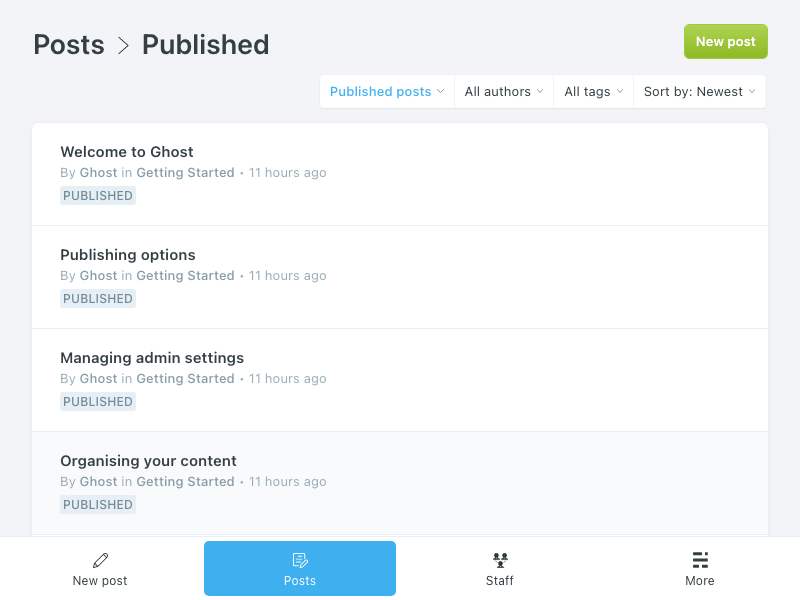 Posts > Published
New post
Published posts
All authors
All tags
Sort by: Newest
Welcome to Ghost
By Ghost in Getting Started • 11 hours ago
PUBLISHED
Publishing options
By Ghost in Getting Started • 11 hours ago
PUBLISHED
Managing admin settings
By Ghost in Getting Started • 11 hours ago
PUBLISHED
Organising your content
By Ghost in Getting Started • 11 hours ago
PUBLISHED
New post
Posts
Staff
More